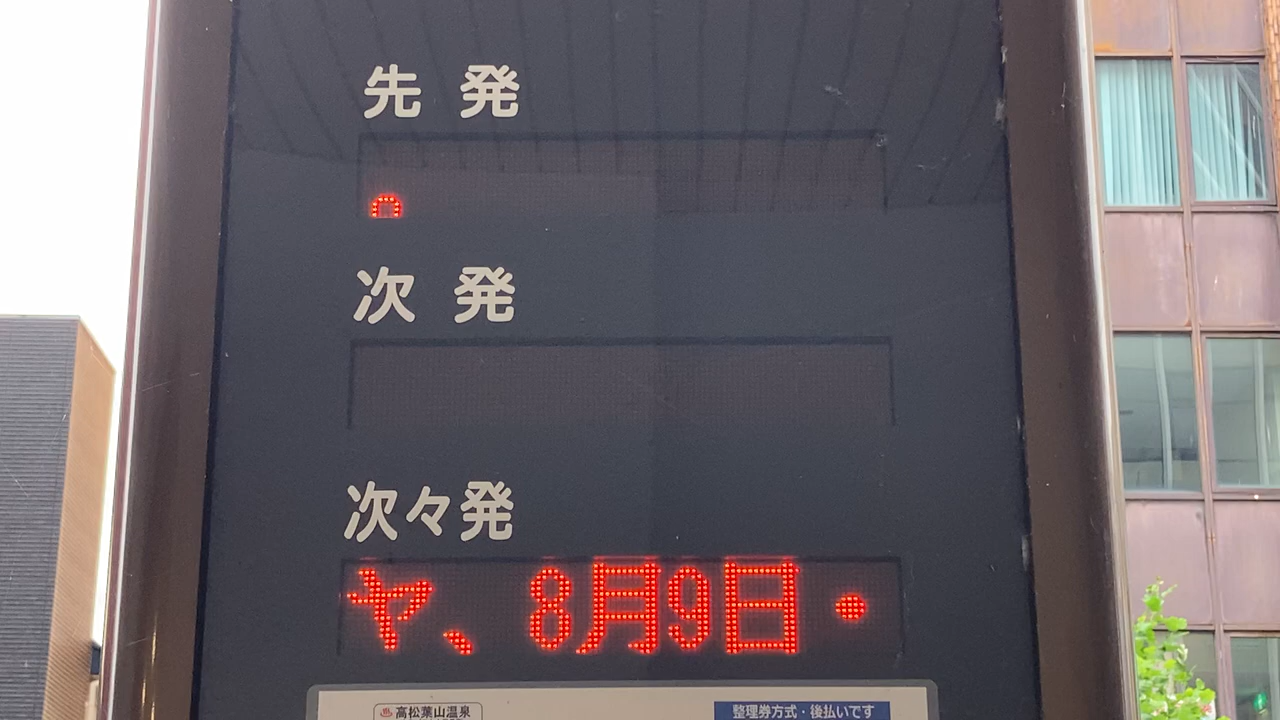 先発
次発
次々発
ヤ、8月9日・
高松葉山温泉
整理券方式・後払いです